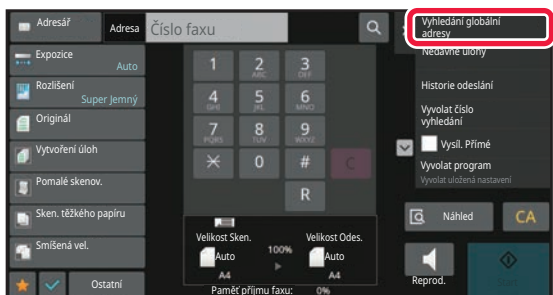 Adresář
Adresa
Číslo faxu
Vyhledání globální
adresy
Expozice
Auto
Nedávné úlohy
Rozlišení
Super Jemný
Historie odeslání
Originál
Vyvolat číslo
vyhledání
Vytvoření úloh
Vysíl. Přímé
Pomalé skenov.
Vyvolat program
Vyvolat uložená nastavení
Sken. těžkého papíru
Smíšená vel.
Ostatní
1
2
ABC
3
DEF
4
GHI
5
JKL
6
MNO
7
PQRS
8
TUV
9
WXYZ
0
#
C
R
Náhled
CA
Velikost Sken.
100%
Velikost Odes.
Auto
Auto
A4
A4
Paměť příjmu faxu: 0%
Reprod.